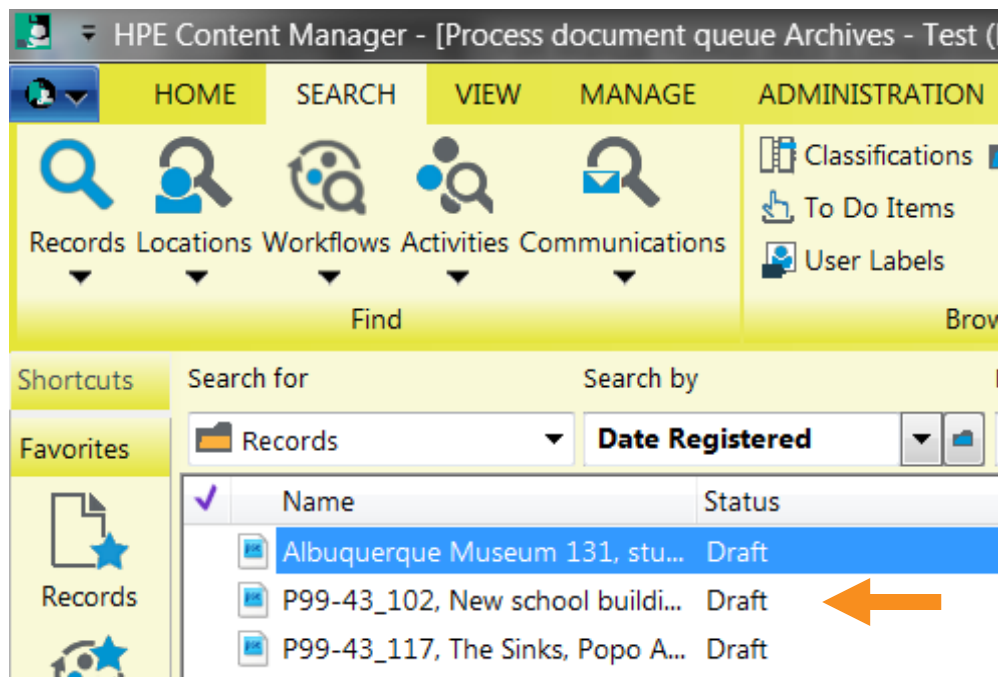 HPE Content Manager - [Process document queue Archives - Test (
HOME SEARCH VIEW MANAGE ADMINISTRATION
Records Locations Workflows Activities Communications
Classifications
To Do Items
User Labels
Find
Brow
Shortcuts
Search for Search by
Favorites
Records Date Registered
Name Status
Albuquerque Museum 131, stu... Draft
Records
P99-43_102, New school buildi... Draft
P99-43_117, The Sinks, Popo A... Draft